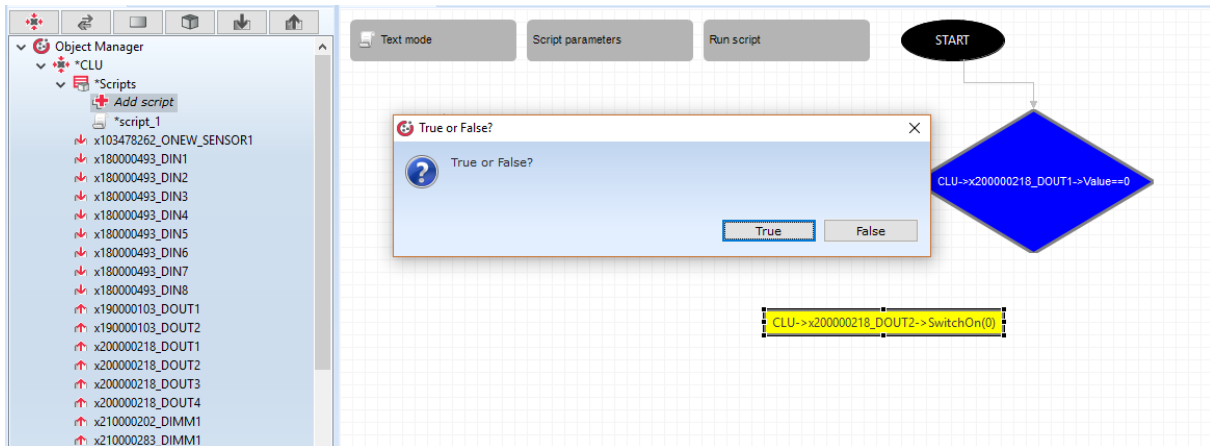 Object Manager
*CLU
*Scripts
Add script
*script_1
x103478262_ONEW_SENSOR1
x180000493_DIN1
x180000493_DIN2
x180000493_DIN3
x180000493_DIN4
x180000493_DIN5
x180000493_DIN6
x180000493_DIN7
x180000493_DIN8
x190000103_DOUT1
x190000103_DOUT2
x200000218_DOUT1
x200000218_DOUT2
x200000218_DOUT3
x200000218_DOUT4
x210000202_DIMM1
x210000283_DIMM1
Text mode
Script parameters
Run script
START
True or False?
True or False?
True
False
CLU->x200000218_DOUT1->Value==0
CLU->x200000218_DOUT2->SwitchOn(0)